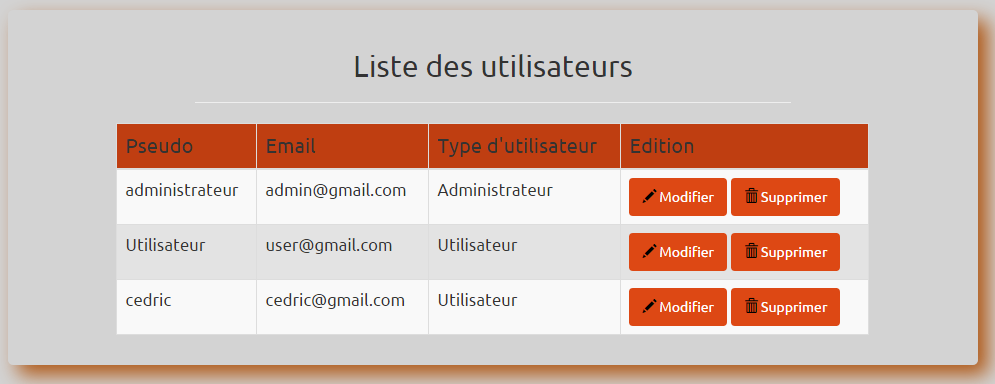 Liste des utilisateurs
Pseudo Email Type d'utilisateur Edition
administrateur admin@gmail.com Administrateur Modifier Supprimer
Utilisateur user@gmail.com Utilisateur Modifier Supprimer
cedric cedric@gmail.com Utilisateur Modifier Supprimer